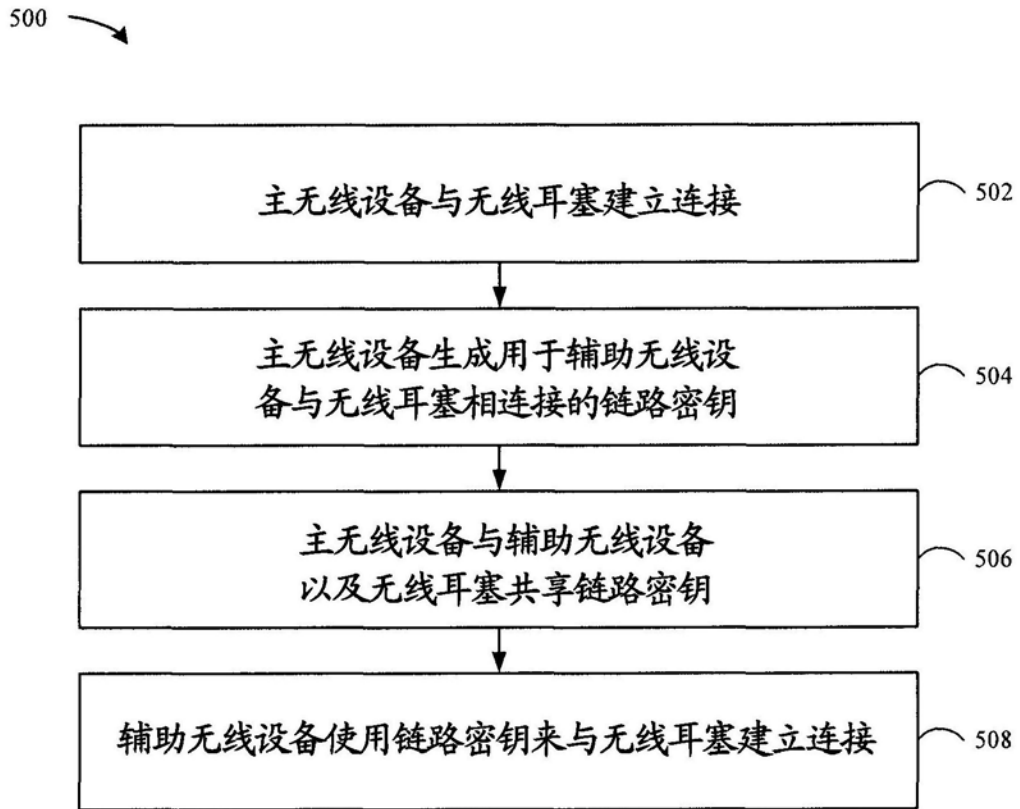 500
主无线设备与无线耳塞建立连接
502
主无线设备生成用于辅助无线设
备与无线耳塞相连接的链路密钥
504
主无线设备与辅助无线设备
以及无线耳塞共享链路密钥
506
辅助无线设备使用链路密钥来与无线耳塞建立连接
508